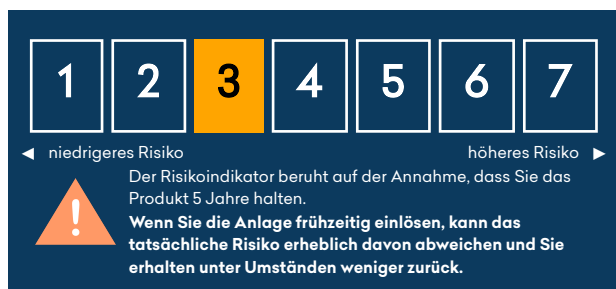 1 2 3 4 5 6 7
◄ niedrigeres Risiko höheres Risiko ►
Der Risikoindikator beruht auf der Annahme, dass Sie das
Produkt 5 Jahre halten.
!
Wenn Sie die Anlage frühzeitig einlösen, kann das
tatsächliche Risiko erheblich davon abweichen und Sie
erhalten unter Umständen weniger zurück.